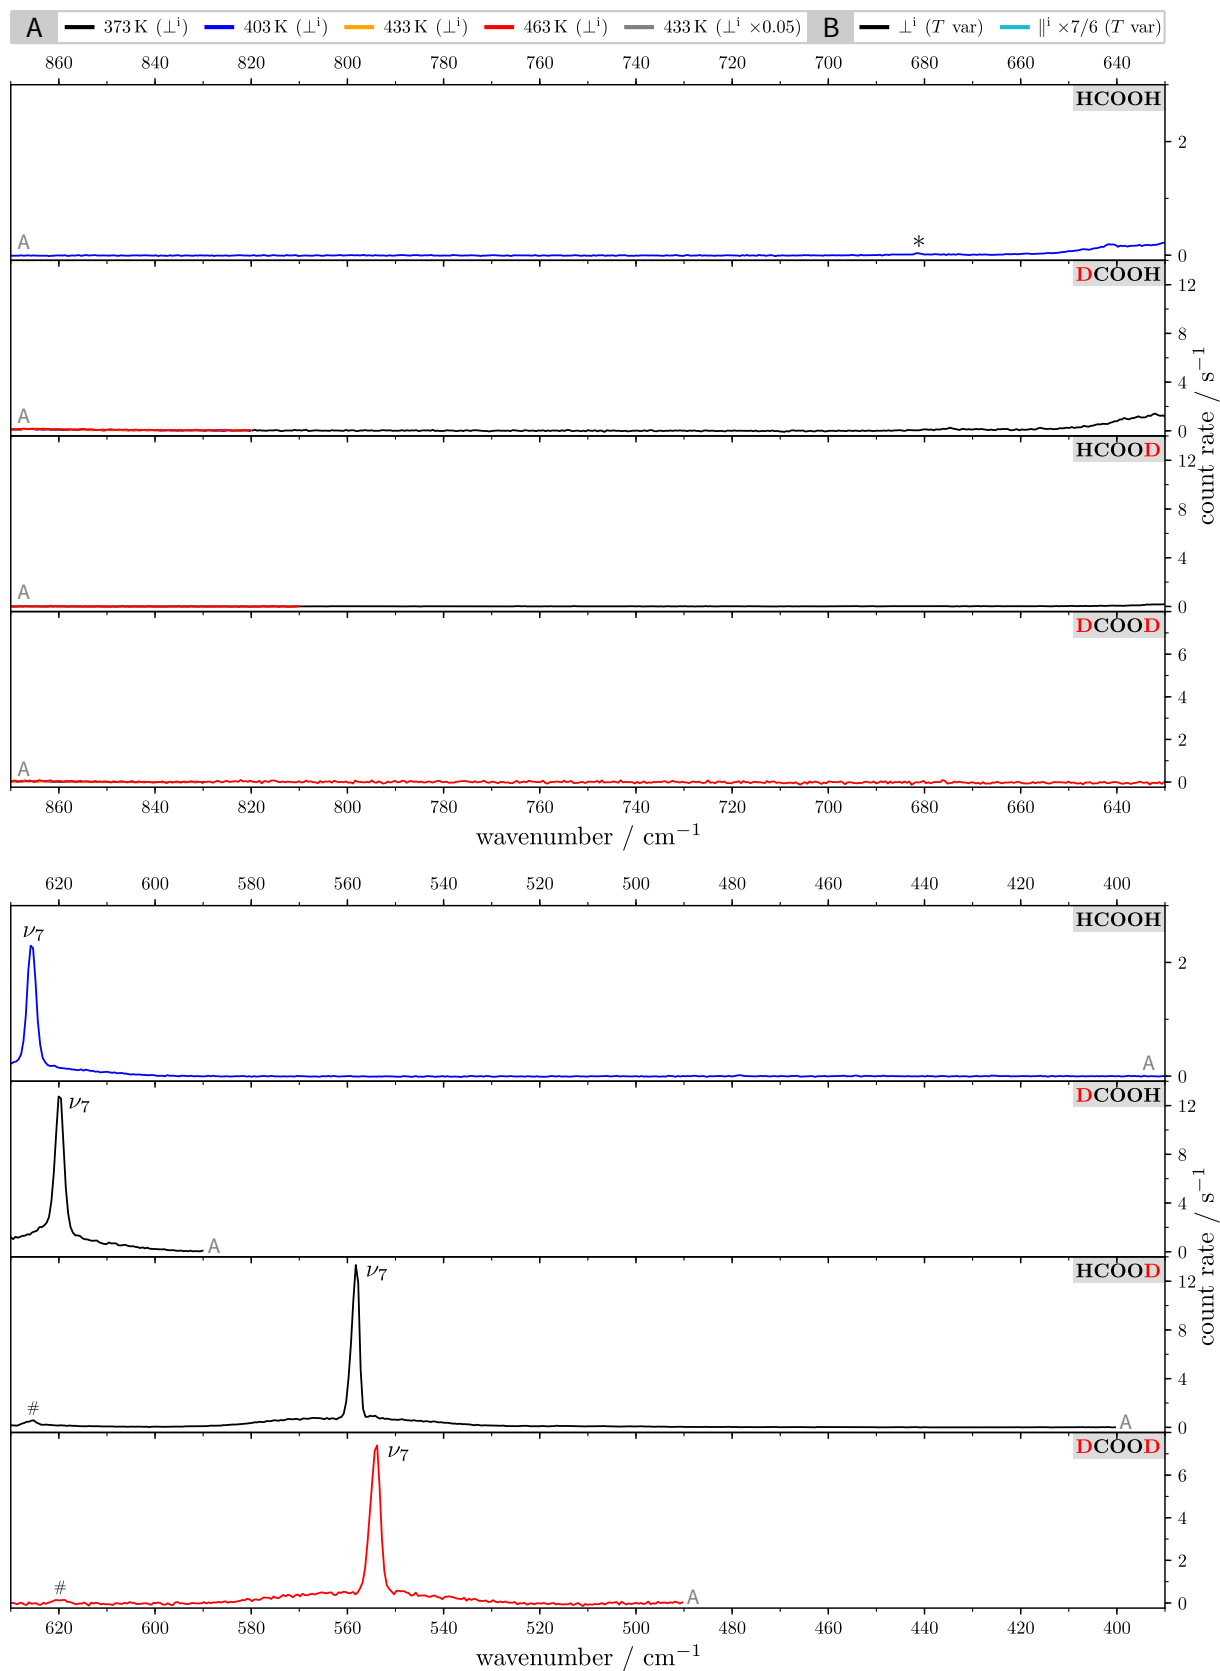 A 373 K (⊥ⁱ) 403 K (⊥ⁱ) 433 K (⊥ⁱ) 463 K (⊥ⁱ) 433 K (⊥ⁱ ×0.05) B ⊥ⁱ (T var) ∥ⁱ ×7/6 (T var)
860 840 820 800 780 760 740 720 700 680 660 640
HCOOH
2
A
*
0
DCOOH
12
8
4
A
0
count rate / s⁻¹
HCOOD
12
8
4
A
0
DCOOD
6
4
2
A
0
860 840 820 800 780 760 740 720 700 680 660 640
wavenumber / cm⁻¹
620 600 580 560 540 520 500 480 460 440 420 400
HCOOH
ν₇
2
A
0
DCOOH
ν₇
12
8
4
A
0
count rate / s⁻¹
HCOOD
ν₇
12
8
4
#
A
0
DCOOD
ν₇
6
4
2
#
A
0
620 600 580 560 540 520 500 480 460 440 420 400
wavenumber / cm⁻¹